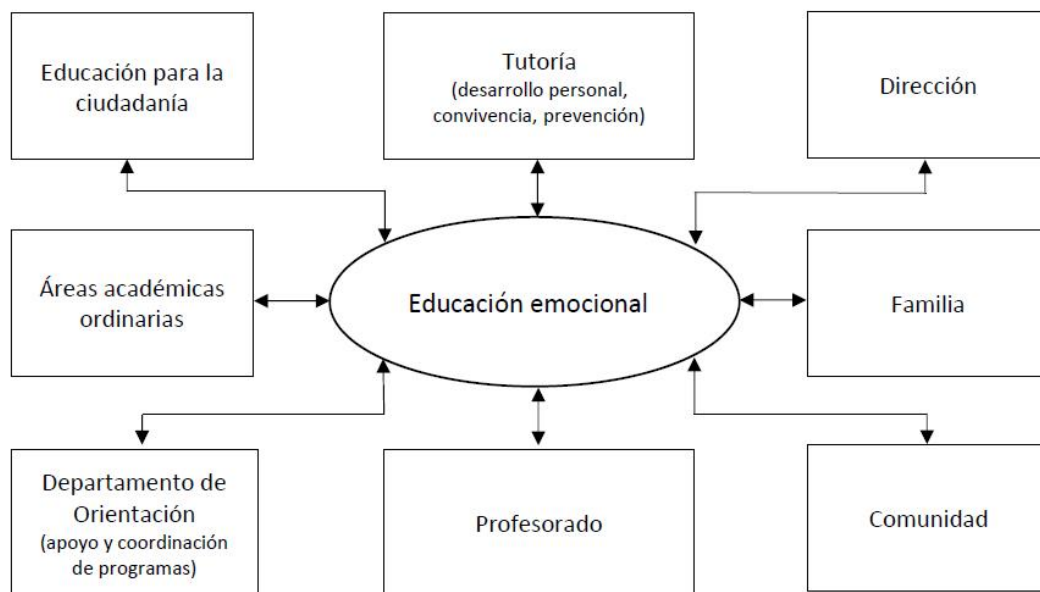 Educación para la
ciudadanía
Tutoría
(desarrollo personal,
convivencia, prevención)
Dirección
Áreas académicas
ordinarias
Educación emocional
Familia
Departamento de
Orientación
(apoyo y coordinación
de programas)
Profesorado
Comunidad